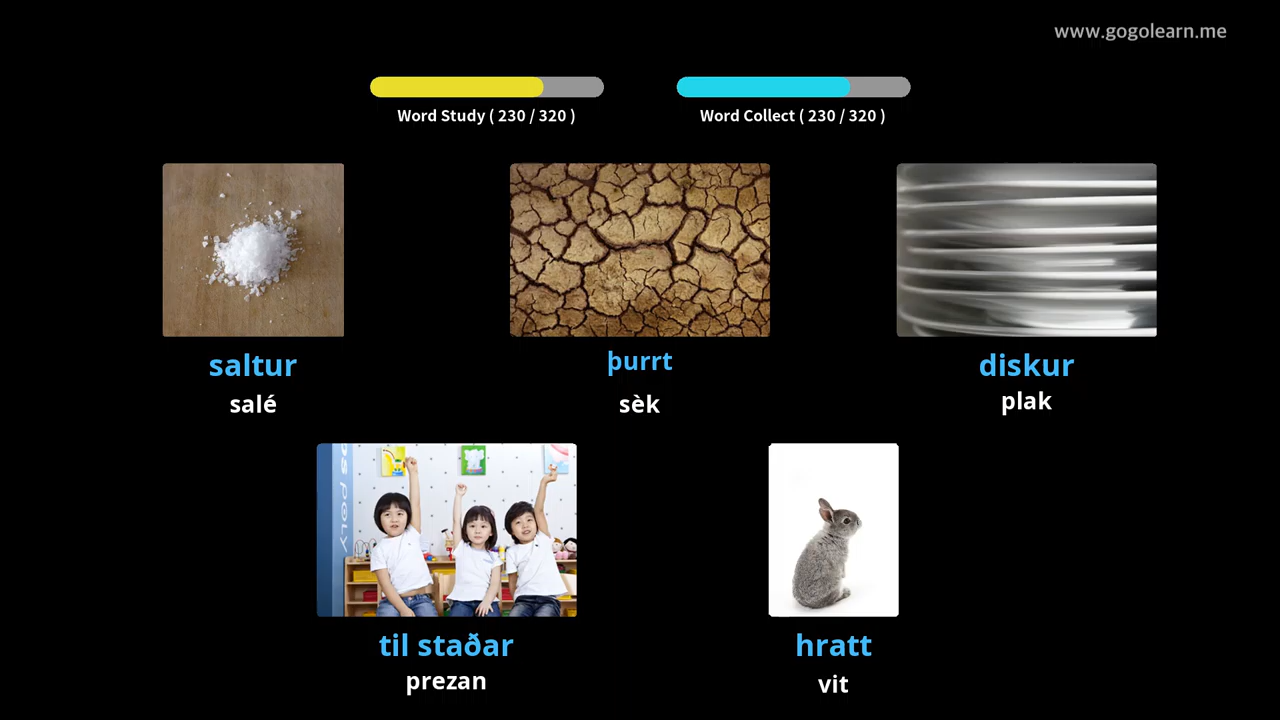 www.gogolearn.me
Word Study ( 230 / 320 )
Word Collect ( 230 / 320 )
saltur
salé
þurrt
sèk
diskur
plak
til staðar
prezan
hratt
vit